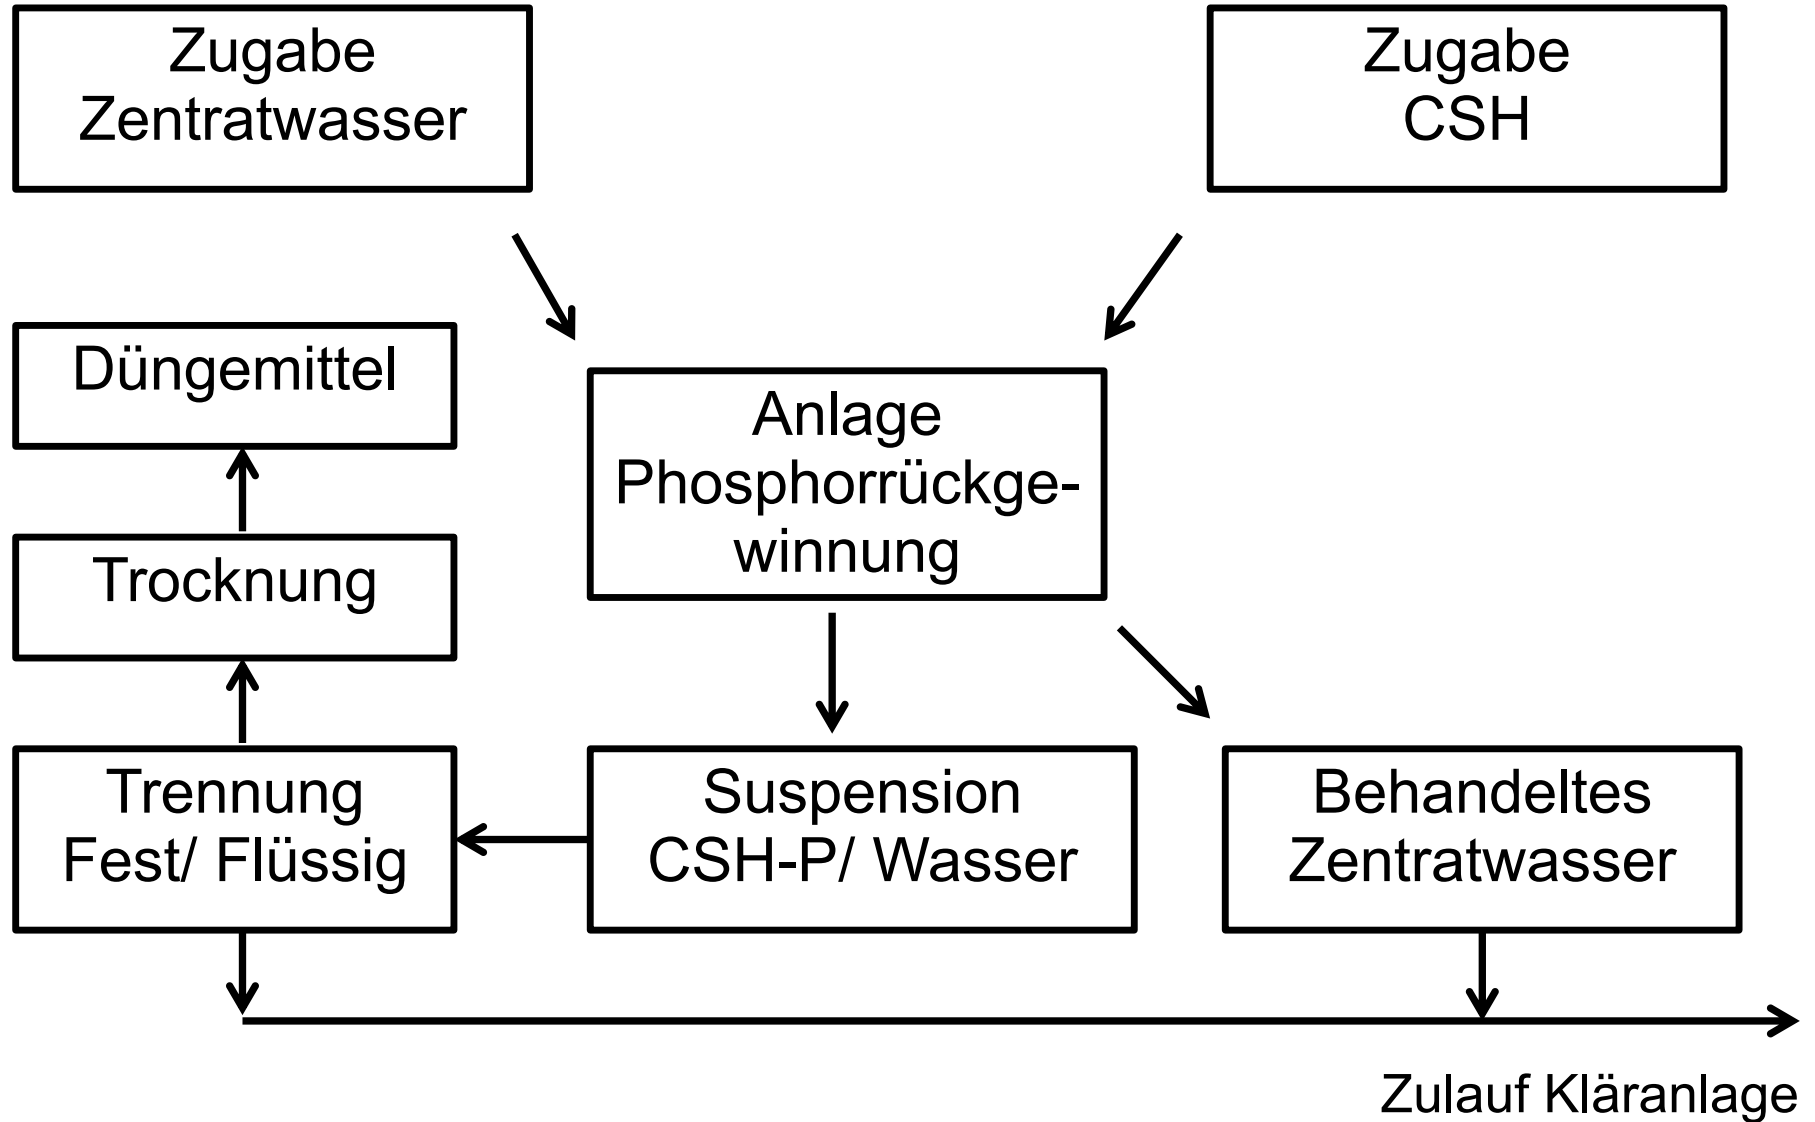 Zugabe
Zentratwasser
Zugabe
CSH
Düngemittel
Anlage
Phosphorrückge-
winnung
Trocknung
Trennung
Fest/ Flüssig
Suspension
CSH-P/ Wasser
Behandeltes
Zentratwasser
Zulauf Kläranlage